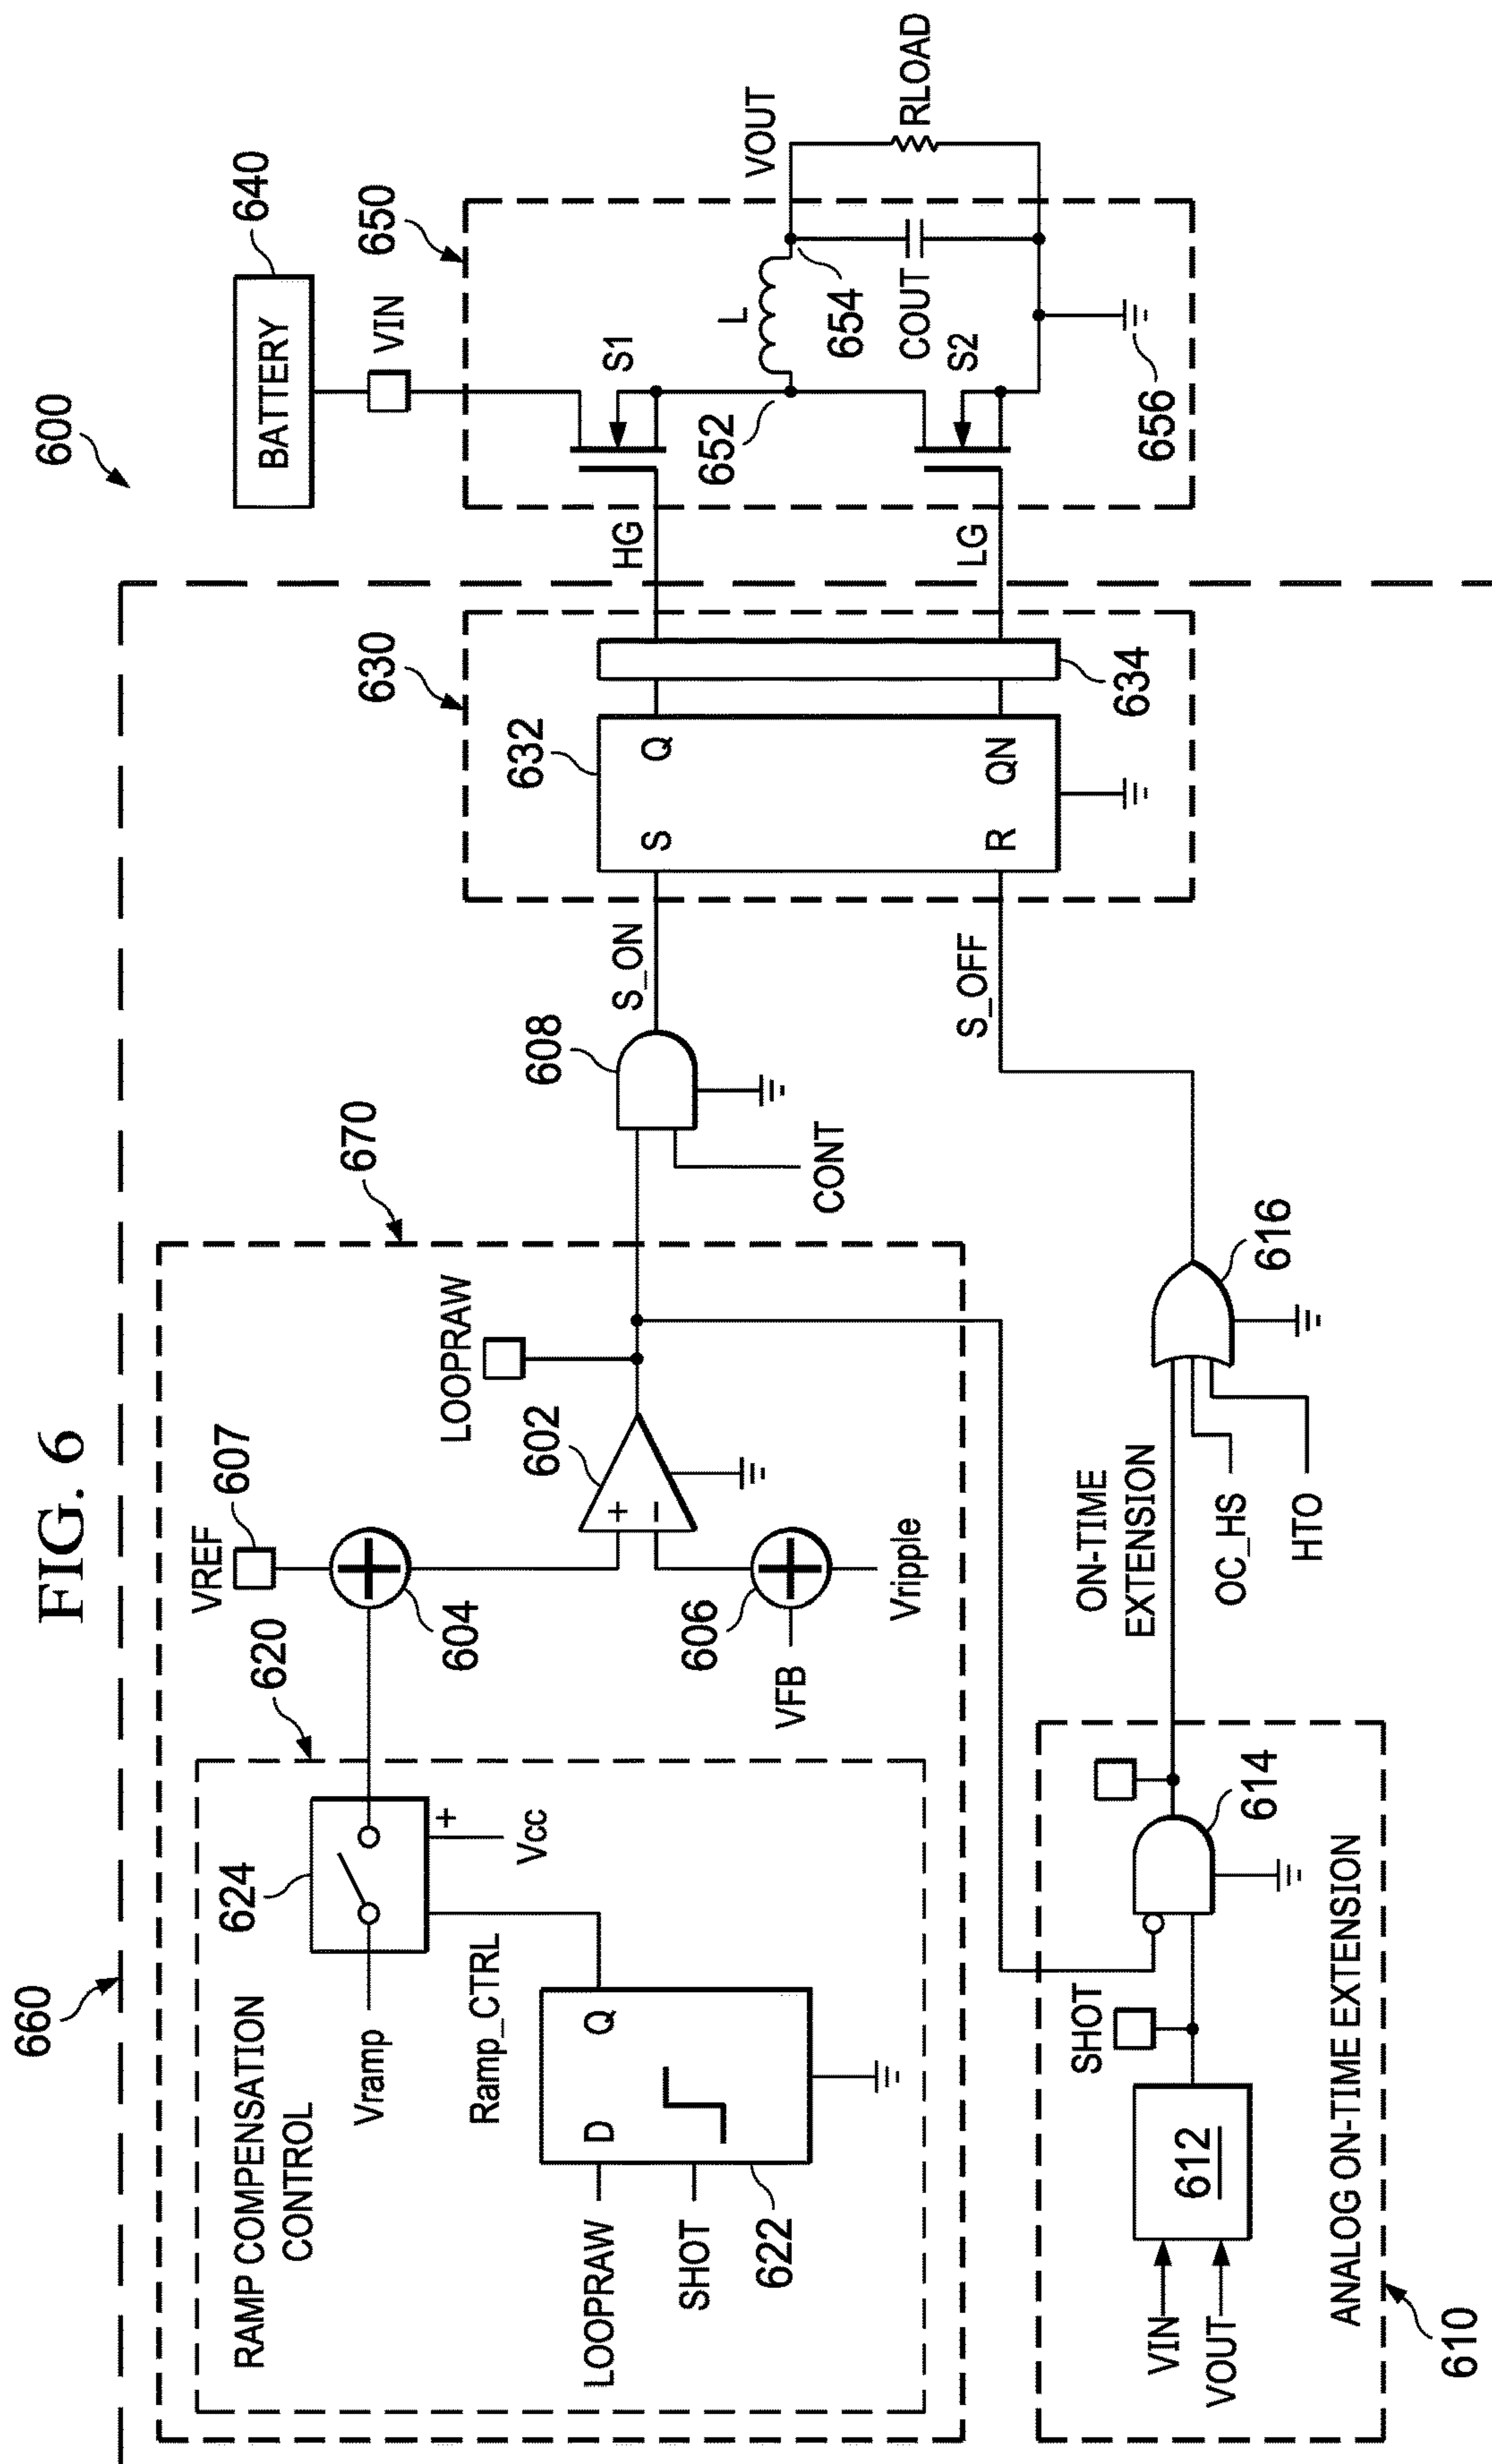 FIG. 6
600
660
670
620
RAMP COMPENSATION
CONTROL
624
Vramp
Vcc
+
Ramp_CTRL
LOOPRAW
SHOT
D
Q
622
VREF
607
604
606
VFB
Vripple
602
+
−
LOOPRAW
608
CONT
S_ON
S_OFF
630
632
S
Q
R
QN
634
HG
LG
BATTERY
640
VIN
650
S1
652
L
654
VOUT
COUT
RLOAD
S2
656
610
ANALOG ON-TIME EXTENSION
VIN
VOUT
612
SHOT
614
ON-TIME
EXTENSION
OC_HS
HTO
616